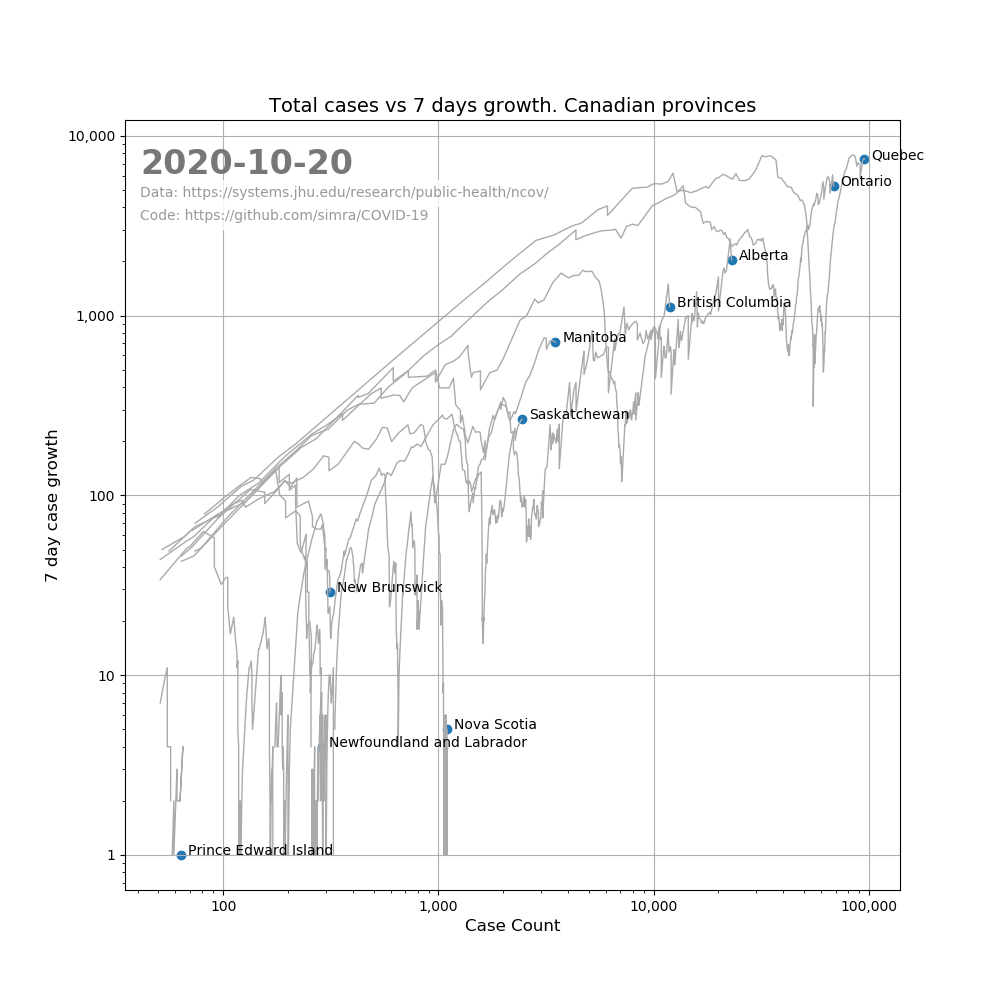 Total cases vs 7 days growth. Canadian provinces
10,000
2020-10-20
Quebec
Ontario
Data: https://systems.jhu.edu/research/public-health/ncov/
Code: https://github.com/simra/COVID-19
Alberta
British Columbia
1,000
Manitoba
Saskatchewan
100
7 day case growth
New Brunswick
10
Nova Scotia
Newfoundland and Labrador
1
Prince Edward Island
100
1,000
10,000
100,000
Case Count